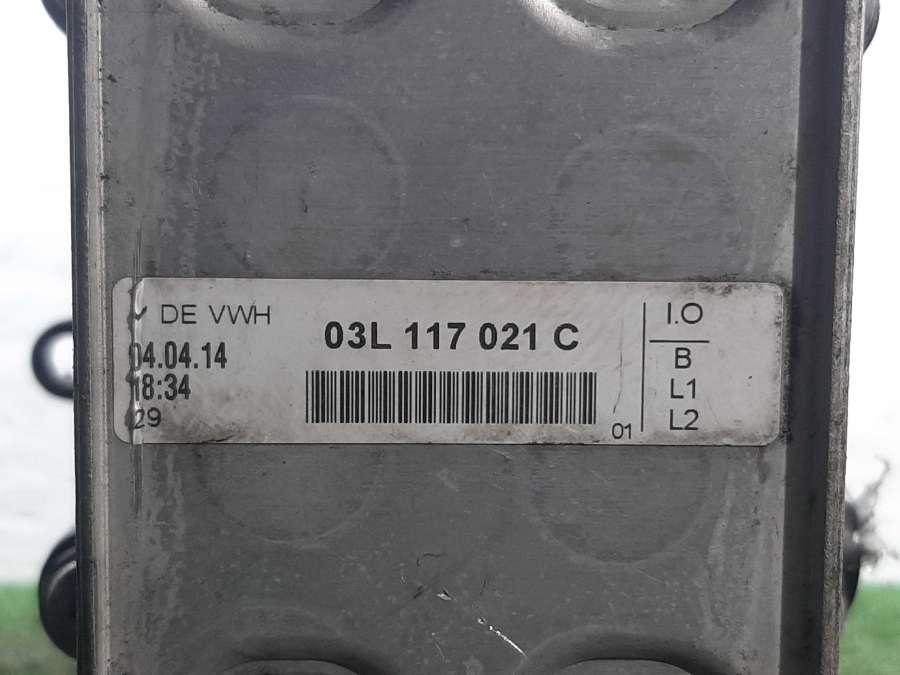 DE VWH
04.04.14
18:34
29
03L 117 021 C
01
I.O
B
L1
L2